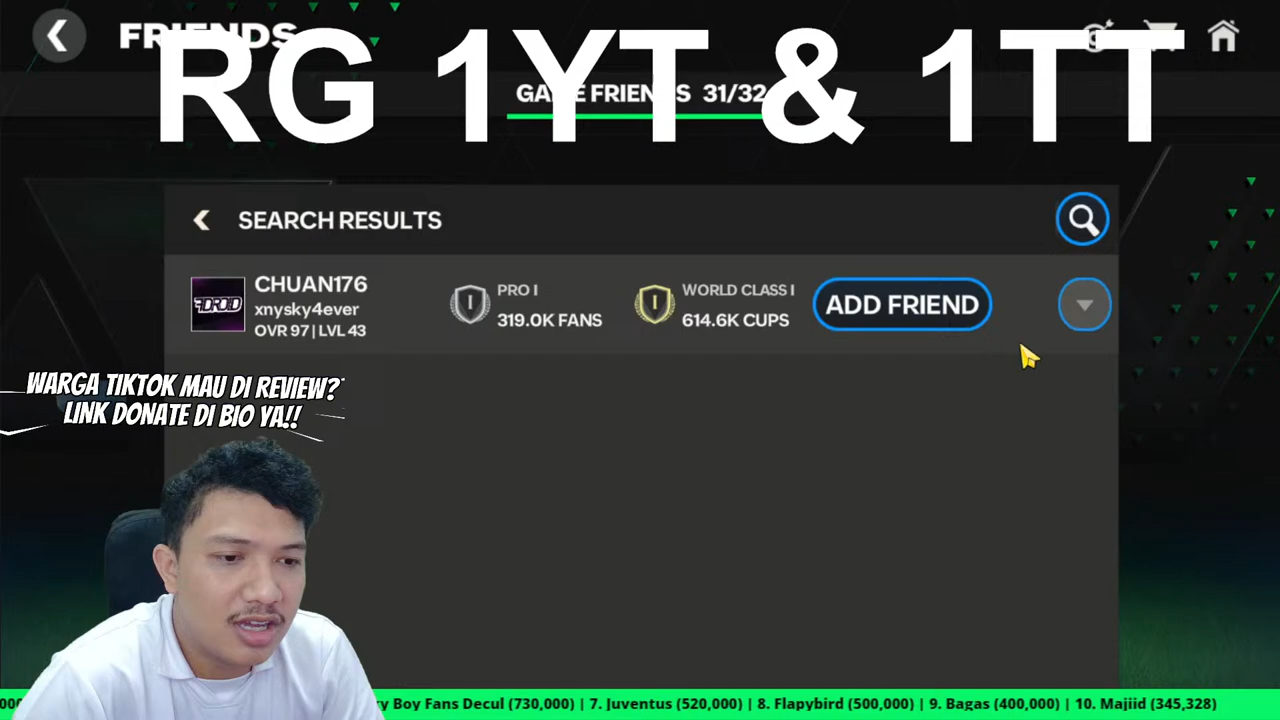 FRIENDS
RG 1YT & 1TT
GAME FRIENDS 31/32
SEARCH RESULTS
CHUAN176
xnysky4ever
OVR 97 | LVL 43
PRO I
319.0K FANS
WORLD CLASS I
614.6K CUPS
ADD FRIEND
WARGA TIKTOK MAU DI REVIEW?
LINK DONATE DI BIO YA!!
Boy Fans Decul (730,000) | 7. Juventus (520,000) | 8. Flapybird (500,000) | 9. Bagas (400,000) | 10. Majiid (345,328)